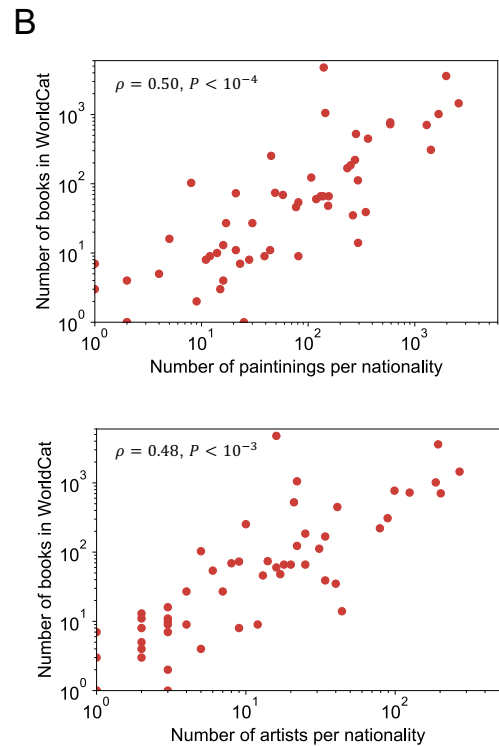 B
ρ = 0.50, P < 10⁻⁴
Number of books in WorldCat
10³
10²
10¹
10⁰
10⁰ 10¹ 10² 10³
Number of paintinings per nationality
ρ = 0.48, P < 10⁻³
Number of books in WorldCat
10³
10²
10¹
10⁰
10⁰ 10¹ 10²
Number of artists per nationality